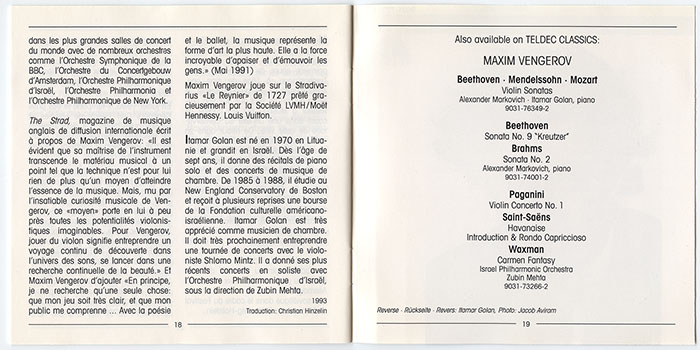 dans les plus grandes salles de concert
du monde avec de nombreux orchestres
comme l'Orchestre Symphonique de la
BBC, l'Orchestre du Concertgebouw
d'Amsterdam, l'Orchestre Philharmonique
d'Israël, l'Orchestre Philharmonia et
l'Orchestre Philharmonique de New York.
The Strad, magazine de musique
anglais de diffusion internationale écrit
à propos de Maxim Vengerov: «Il est
évident que sa maîtrise de l'instrument
transcende le matériau musical à un
point tel que la technique n'est pour lui
rien de plus qu'un moyen d'atteindre
l'essence de la musique. Mais, mu par
l'insatiable curiosité musicale de Ven-
gerov, ce «moyen» porte en lui à peu
près toutes les potentialités violonis-
tiques imaginables. Pour Vengerov,
jouer du violon signifie entreprendre un
voyage continu de découverte dans
l'univers des sons, se lancer dans une
recherche continuelle de la beauté.» Et
Maxim Vengerov d'ajouter «En principe,
je ne recherche qu'une seule chose:
que mon jeu soit très clair, et que mon
public me comprenne ... Avec la poésie
et le ballet, la musique représente la
forme d'art la plus haute. Elle a la force
incroyable d'apaiser et d'émouvoir les
gens.» (Mai 1991)
Maxim Vengerov joue sur le Stradiva-
rius «Le Reynier» de 1727 prêté gra-
cieusement par la Société LVMH/Moët
Hennessy. Louis Vuitton.
Itamar Golan est né en 1970 en Litua-
nie et grandit en Israël. Dès l'âge de
sept ans, il donne des récitals de piano
solo et des concerts de musique de
chambre. De 1985 à 1988, il étudie au
New England Conservatory de Boston
et reçoit à plusieurs reprises une bourse
de la Fondation culturelle américano-
israélienne. Itamar Golan est très
apprécié comme musicien de chambre.
Il doit très prochainement entreprendre
une tournée de concerts avec le violo-
niste Shlomo Mintz. Il a donné ses plus
récents concerts en soliste avec
l'Orchestre Philharmonique d'Israël,
sous la direction de Zubin Mehta.
1993
Traduction: Christian Hinzelin
18
Also available on TELDEC CLASSICS:
MAXIM VENGEROV
Beethoven · Mendelssohn · Mozart
Violin Sonatas
Alexander Markovich · Itamar Golan, piano
9031-76349-2
Beethoven
Sonata No. 9 "Kreutzer"
Brahms
Sonata No. 2
Alexander Markovich, piano
9031-74001-2
Paganini
Violin Concerto No. 1
Saint-Saëns
Havanaise
Introduction & Rondo Capriccioso
Waxman
Carmen Fantasy
Israel Philharmonic Orchestra
Zubin Mehta
9031-73266-2
Reverse · Rückseite · Revers: Itamar Golan, Photo: Jacob Aviram
19